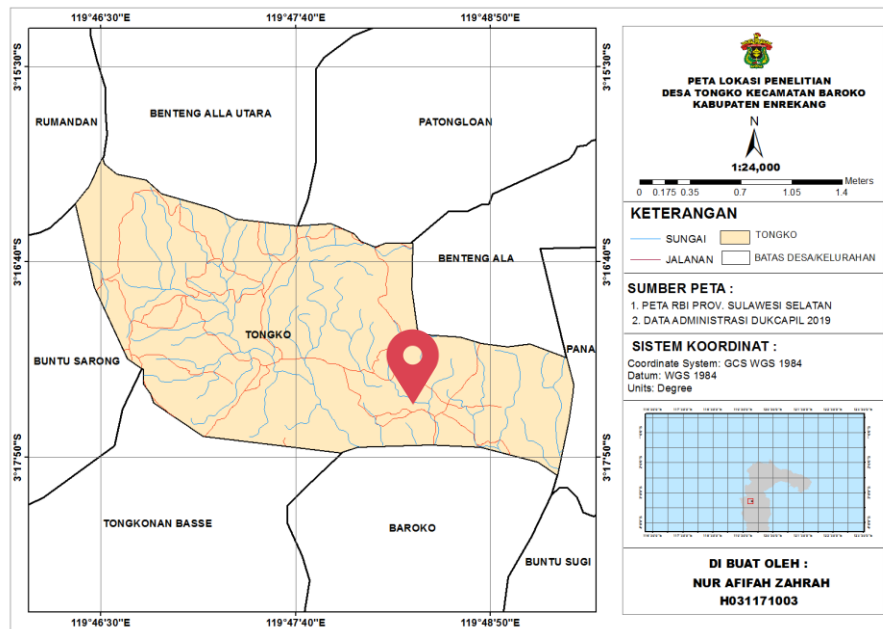 119°46'30"E
119°47'40"E
119°48'50"E
3°15'30"S
3°15'30"S
RUMANDAN
BENTENG ALLA UTARA
PATONGLOAN
3°16'40"S
3°16'40"S
BENTENG ALA
TONGKO
PANA
BUNTU SARONG
3°17'50"S
3°17'50"S
TONGKONAN BASSE
BAROKO
BUNTU SUGI
119°46'30"E
119°47'40"E
119°48'50"E
PETA LOKASI PENELITIAN
DESA TONGKO KECAMATAN BAROKO
KABUPATEN ENREKANG
N
1:24,000
Meters
0 0.175 0.35 0.7 1.05 1.4
KETERANGAN
SUNGAI TONGKO
JALANAN BATAS DESA/KELURAHAN
SUMBER PETA :
1. PETA RBI PROV. SULAWESI SELATAN
2. DATA ADMINISTRASI DUKCAPIL 2019
SISTEM KOORDINAT :
Coordinate System: GCS WGS 1984
Datum: WGS 1984
Units: Degree
DI BUAT OLEH :
NUR AFIFAH ZAHRAH
H031171003